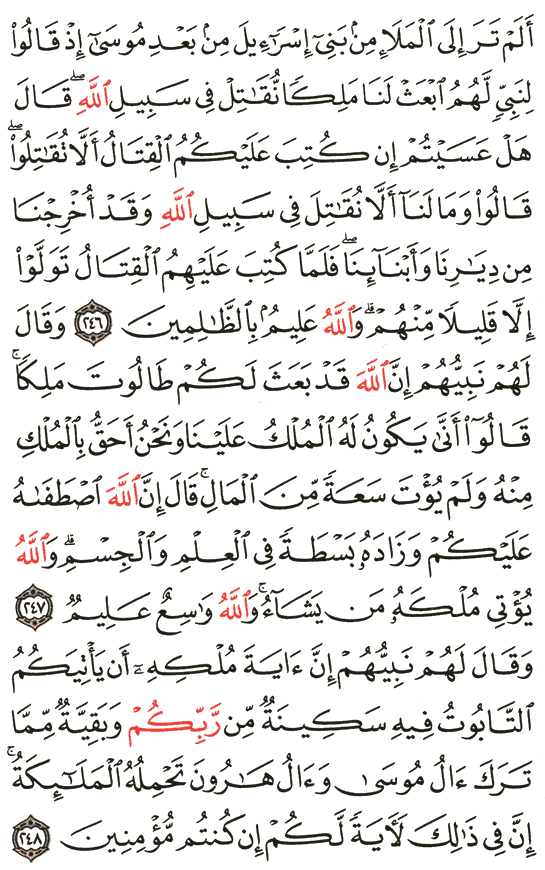 أَلَمْ تَرَ إِلَى ٱلْمَلَإِ مِنۢ بَنِىٓ إِسْرَٰٓءِيلَ مِنۢ بَعْدِ مُوسَىٰٓ إِذْ قَالُوا۟
لِنَبِىٍّ لَّهُمُ ٱبْعَثْ لَنَا مَلِكًا نُّقَٰتِلْ فِى سَبِيلِ ٱللَّهِ ۖ قَالَ
هَلْ عَسَيْتُمْ إِن كُتِبَ عَلَيْكُمُ ٱلْقِتَالُ أَلَّا تُقَٰتِلُوا۟ ۖ
قَالُوا۟ وَمَا لَنَآ أَلَّا نُقَٰتِلَ فِى سَبِيلِ ٱللَّهِ وَقَدْ أُخْرِجْنَا
مِن دِيَٰرِنَا وَأَبْنَآئِنَا ۖ فَلَمَّا كُتِبَ عَلَيْهِمُ ٱلْقِتَالُ تَوَلَّوْا۟
إِلَّا قَلِيلًا مِّنْهُمْ ۗ وَٱللَّهُ عَلِيمٌۢ بِٱلظَّٰلِمِينَ ٢٤٦ وَقَالَ
لَهُمْ نَبِيُّهُمْ إِنَّ ٱللَّهَ قَدْ بَعَثَ لَكُمْ طَالُوتَ مَلِكًا ۚ
قَالُوٓا۟ أَنَّىٰ يَكُونُ لَهُ ٱلْمُلْكُ عَلَيْنَا وَنَحْنُ أَحَقُّ بِٱلْمُلْكِ
مِنْهُ وَلَمْ يُؤْتَ سَعَةً مِّنَ ٱلْمَالِ ۚ قَالَ إِنَّ ٱللَّهَ ٱصْطَفَىٰهُ
عَلَيْكُمْ وَزَادَهُۥ بَسْطَةً فِى ٱلْعِلْمِ وَٱلْجِسْمِ ۗ وَٱللَّهُ
يُؤْتِى مُلْكَهُۥ مَن يَشَآءُ ۚ وَٱللَّهُ وَٰسِعٌ عَلِيمٌ ٢٤٧
وَقَالَ لَهُمْ نَبِيُّهُمْ إِنَّ ءَايَةَ مُلْكِهِۦٓ أَن يَأْتِيَكُمُ
ٱلتَّابُوتُ فِيهِ سَكِينَةٌ مِّن رَّبِّكُمْ وَبَقِيَّةٌ مِّمَّا
تَرَكَ ءَالُ مُوسَىٰ وَءَالُ هَٰرُونَ تَحْمِلُهُ ٱلْمَلَٰٓئِكَةُ ۚ
إِنَّ فِى ذَٰلِكَ لَءَايَةً لَّكُمْ إِن كُنتُم مُّؤْمِنِينَ ٢٤٨